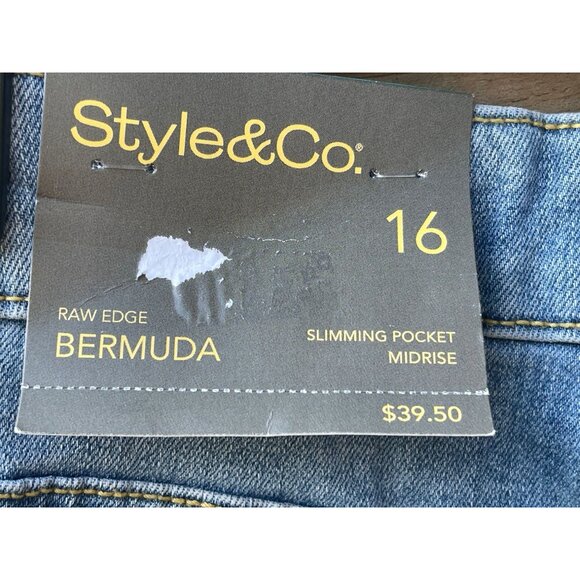 Style&Co.®
16
RAW EDGE
BERMUDA
SLIMMING POCKET
MIDRISE
$39.50